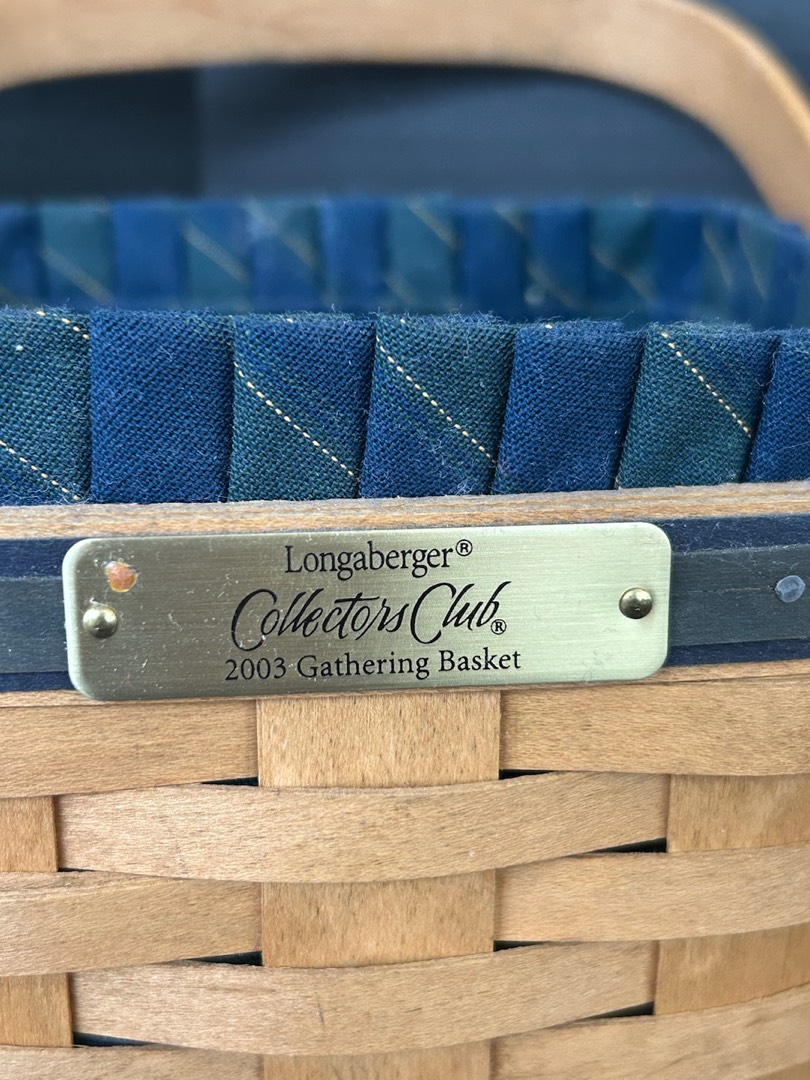 Longaberger®
Collectors Club®
2003 Gathering Basket